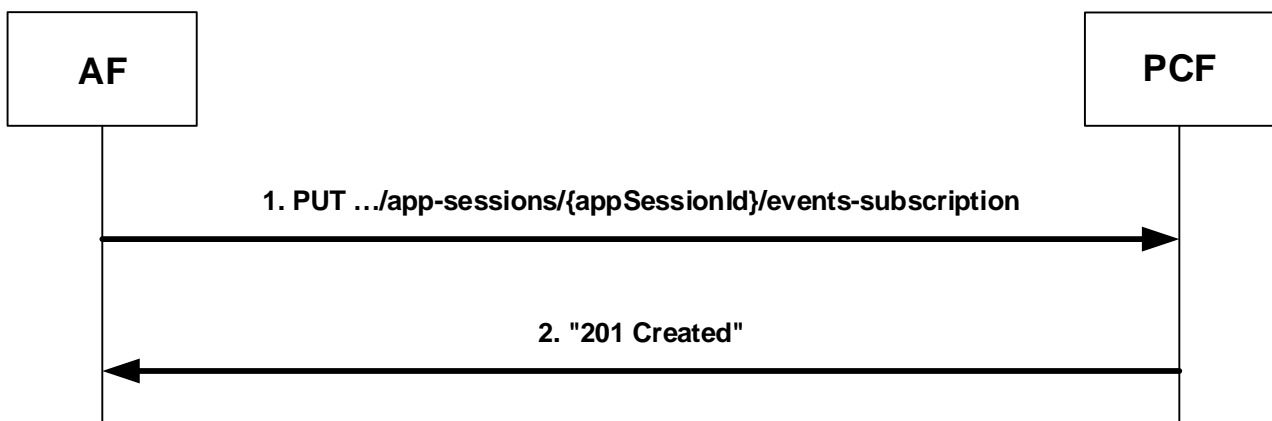 AF
PCF
1. PUT …/app-sessions/{appSessionId}/events-subscription
2. "201 Created"